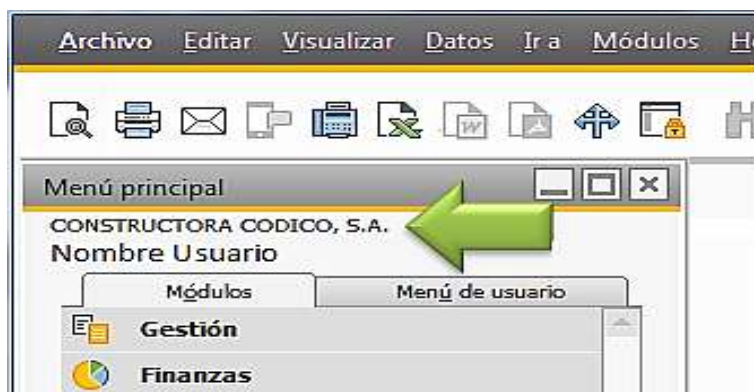 Archivo Editar Visualizar Datos Ir a Módulos
Menú principal
CONSTRUCTORA CODICO, S.A.
Nombre Usuario
Módulos Menú de usuario
Gestión
Finanzas